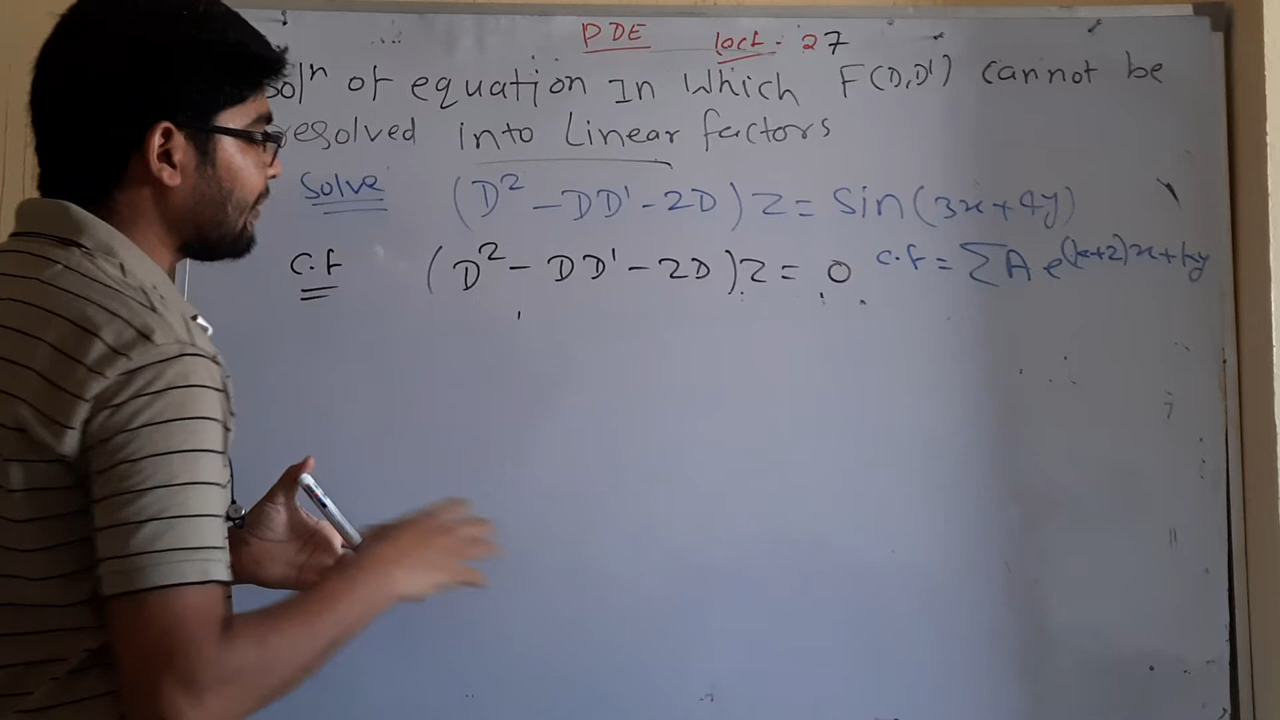 PDE Lect. 27
Solⁿ of equation In Which F(D,D') cannot be
resolved into Linear factors
Solve (D² - DD' - 2D) Z = Sin(3x+4y)
C.f (D² - DD' - 2D) Z = 0 C.f = ΣA e^(k+2)x+ky